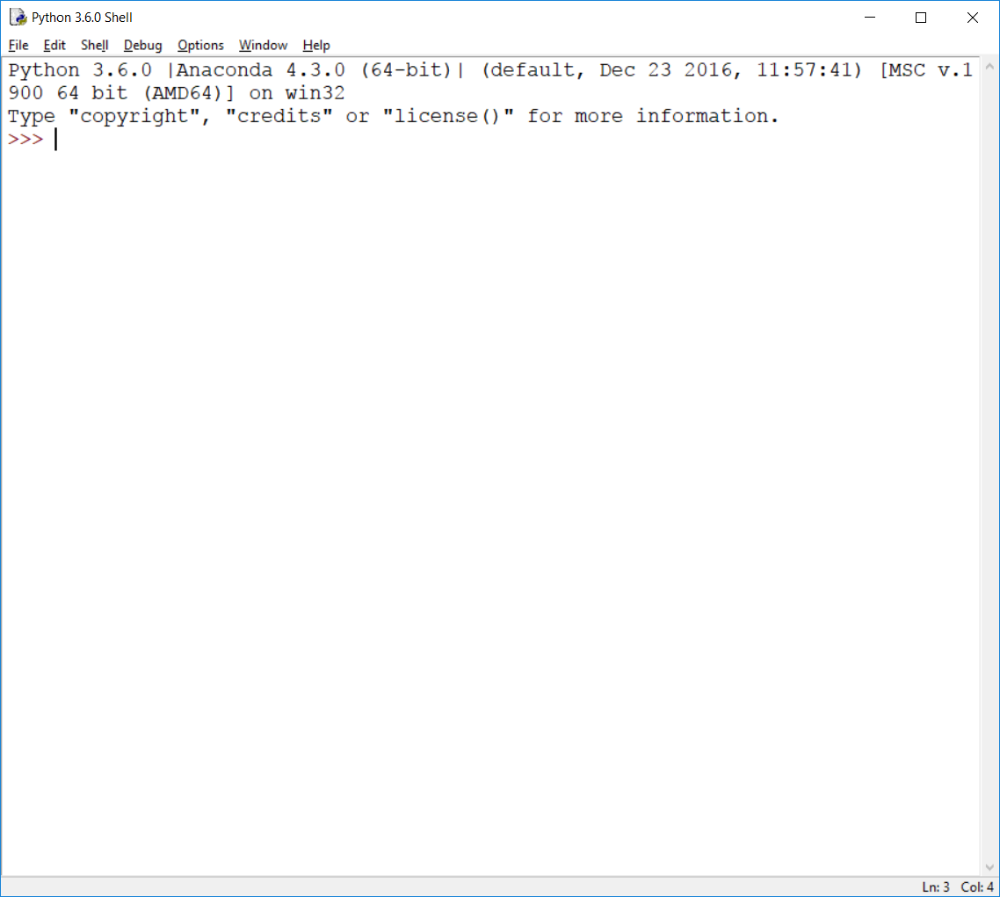 Python 3.6.0 Shell
File Edit Shell Debug Options Window Help
Python 3.6.0 |Anaconda 4.3.0 (64-bit)| (default, Dec 23 2016, 11:57:41) [MSC v.1
900 64 bit (AMD64)] on win32
Type "copyright", "credits" or "license()" for more information.
>>>
Ln: 3 Col: 4